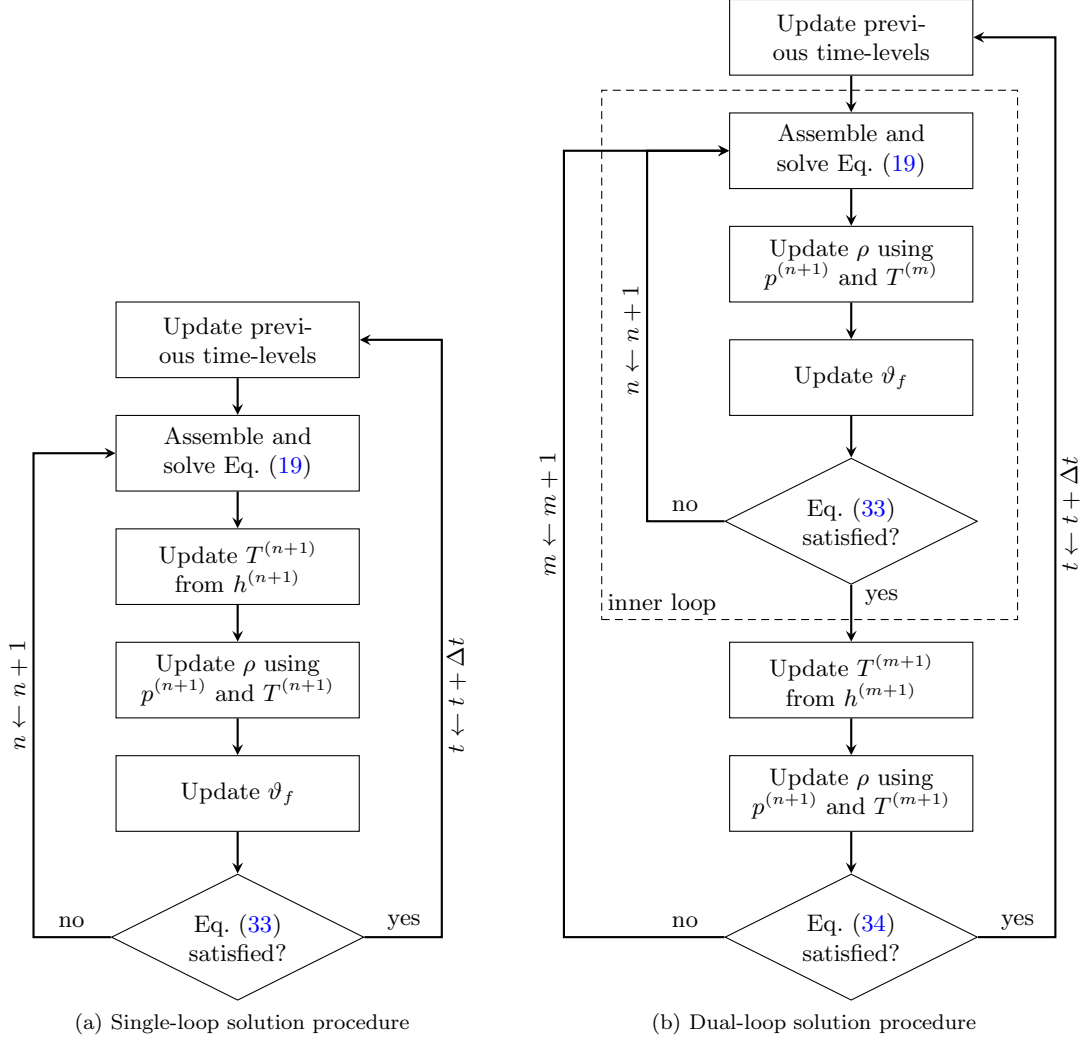 Update previ-
ous time-levels
Assemble and
solve Eq. (19)
Update T^(n+1)
from h^(n+1)
Update ρ using
p^(n+1) and T^(n+1)
Update ϑ_f
Eq. (33)
satisfied?
no
yes
n ← n + 1
t ← t + Δt
(a) Single-loop solution procedure
Update previ-
ous time-levels
Assemble and
solve Eq. (19)
Update ρ using
p^(n+1) and T^(m)
Update ϑ_f
Eq. (33)
satisfied?
no
yes
n ← n + 1
inner loop
Update T^(m+1)
from h^(m+1)
Update ρ using
p^(n+1) and T^(m+1)
Eq. (34)
satisfied?
no
yes
m ← m + 1
t ← t + Δt
(b) Dual-loop solution procedure